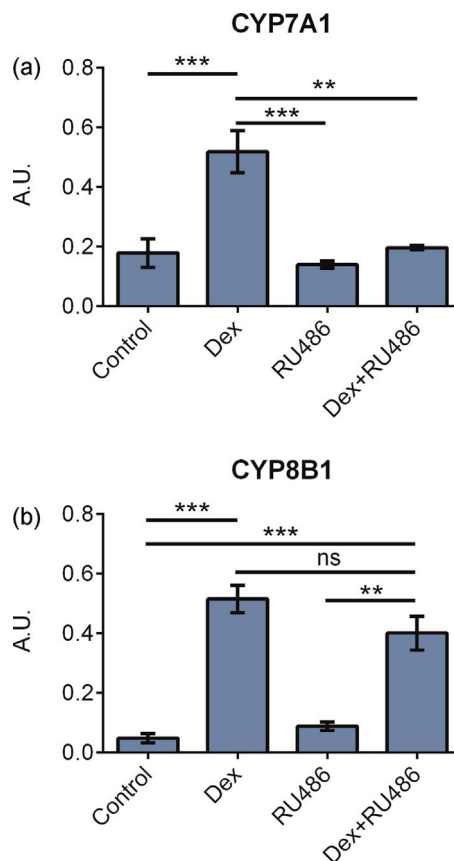 CYP7A1
(a)
A.U.
0.8
0.6
0.4
0.2
0.0
***
**
***
Control
Dex
RU486
Dex+RU486
CYP8B1
(b)
A.U.
0.8
0.6
0.4
0.2
0.0
***
***
ns
**
Control
Dex
RU486
Dex+RU486